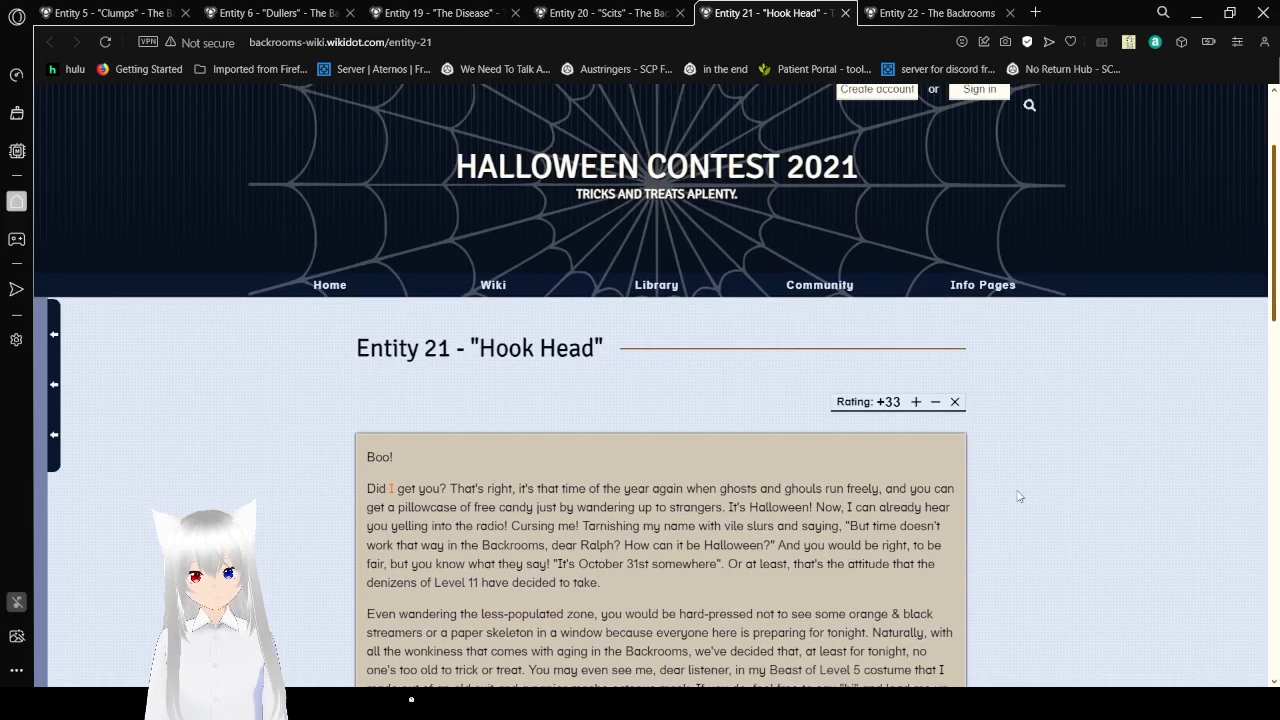 Entity 5 - "Clumps" - The B
Entity 6 - "Dullers" - The Ba
Entity 19 - "The Disease" -
Entity 20 - "Scits" - The Bac
Entity 21 - "Hook Head" - T
Entity 22 - The Backrooms
VPN
Not secure
backrooms-wiki.wikidot.com/entity-21
hulu
Getting Started
Imported from Firef...
Server | Aternos | Fr...
We Need To Talk A...
Austringers - SCP F...
in the end
Patient Portal - tool...
server for discord fr...
No Return Hub - SC...
Create account or Sign in
HALLOWEEN CONTEST 2021
TRICKS AND TREATS APLENTY.
Home Wiki Library Community Info Pages
Entity 21 - "Hook Head"
Rating: +33 + − ×
Boo!
Did I get you? That's right, it's that time of the year again when ghosts and ghouls run freely, and you can
get a pillowcase of free candy just by wandering up to strangers. It's Halloween! Now, I can already hear
you yelling into the radio! Cursing me! Tarnishing my name with vile slurs and saying, "But time doesn't
work that way in the Backrooms, dear Ralph? How can it be Halloween?" And you would be right, to be
fair, but you know what they say! "It's October 31st somewhere". Or at least, that's the attitude that the
denizens of Level 11 have decided to take.
Even wandering the less-populated zone, you would be hard-pressed not to see some orange & black
streamers or a paper skeleton in a window because everyone here is preparing for tonight. Naturally, with
all the wonkiness that comes with aging in the Backrooms, we've decided that, at least for tonight, no
one's too old to trick or treat. You may even see me, dear listener, in my Beast of Level 5 costume that I